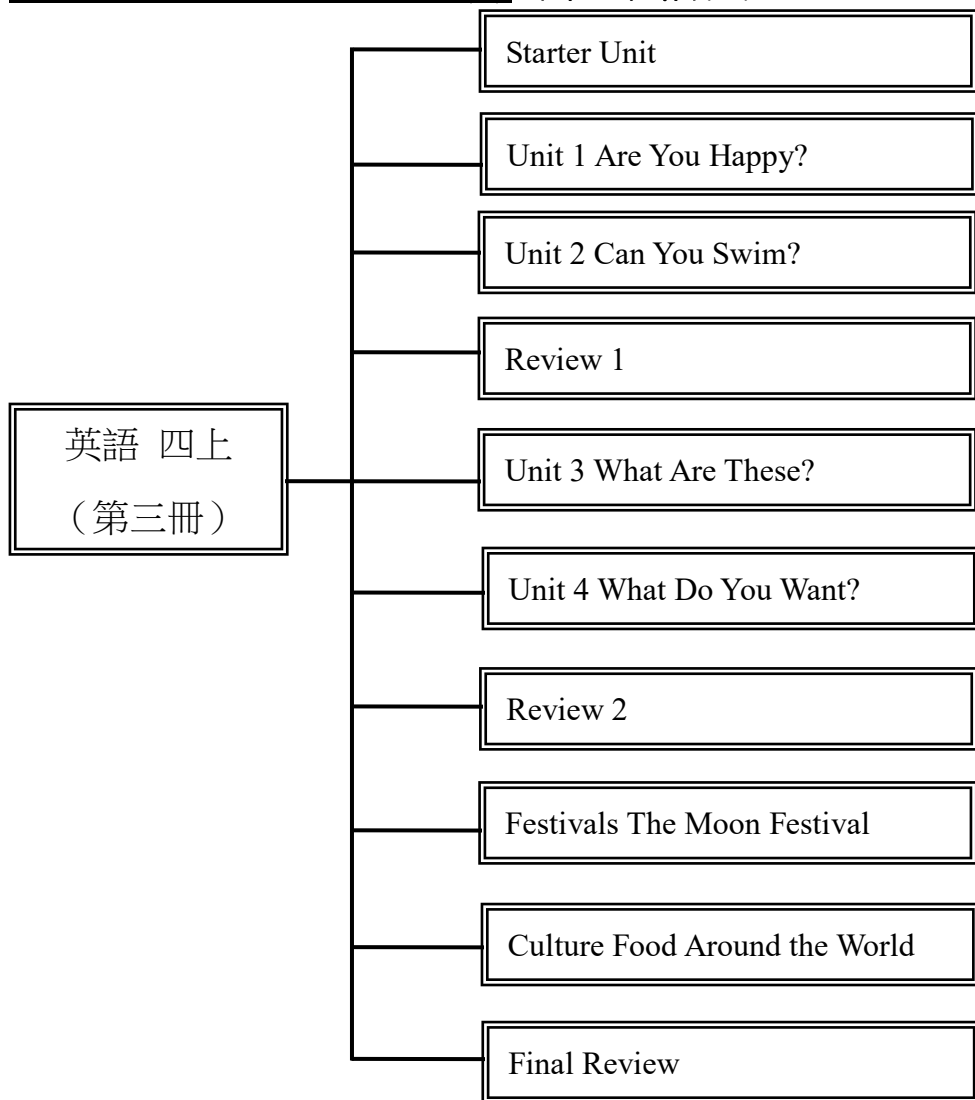 英語 四上
（第三冊）
Starter Unit
Unit 1 Are You Happy?
Unit 2 Can You Swim?
Review 1
Unit 3 What Are These?
Unit 4 What Do You Want?
Review 2
Festivals The Moon Festival
Culture Food Around the World
Final Review